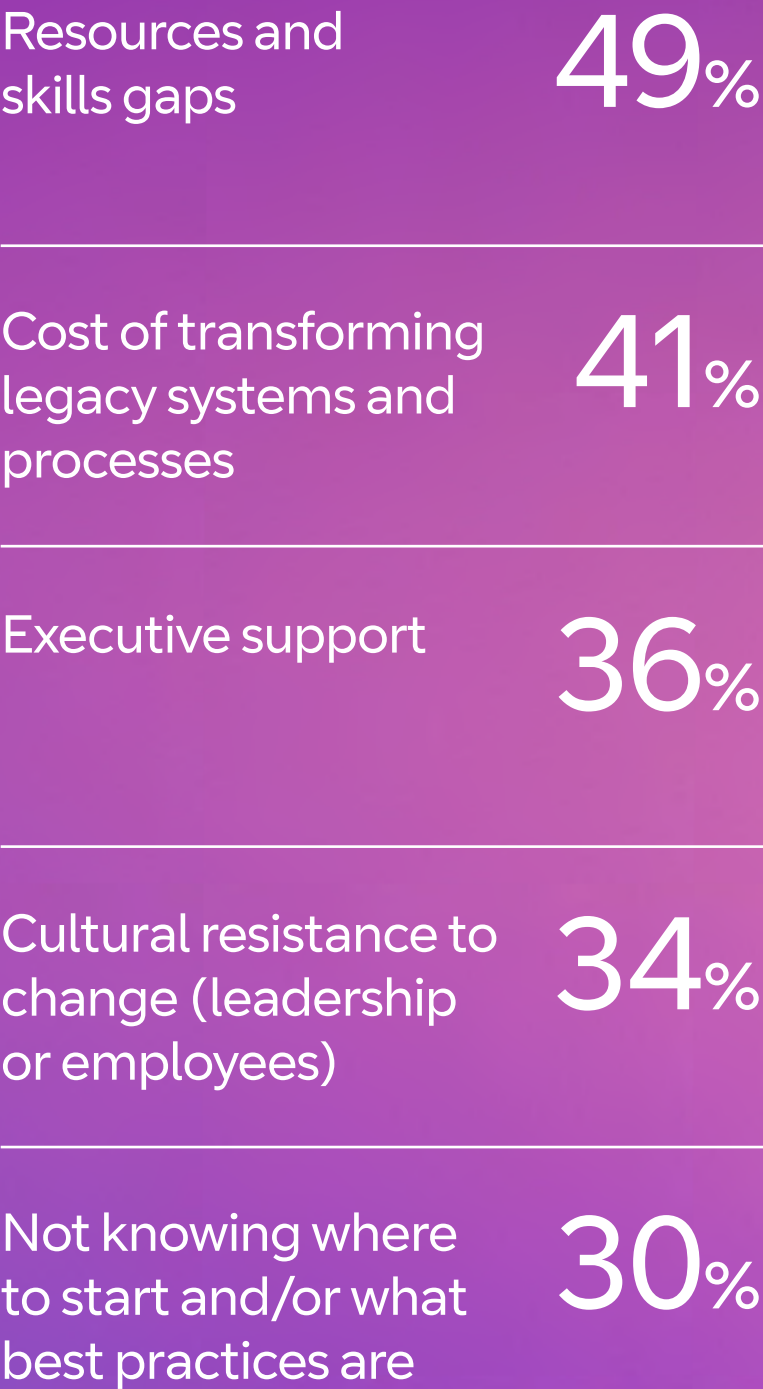 Resources and
skills gaps
49%
Cost of transforming
legacy systems and
processes
41%
Executive support
36%
Cultural resistance to
change (leadership
or employees)
34%
Not knowing where
to start and/or what
best practices are
30%